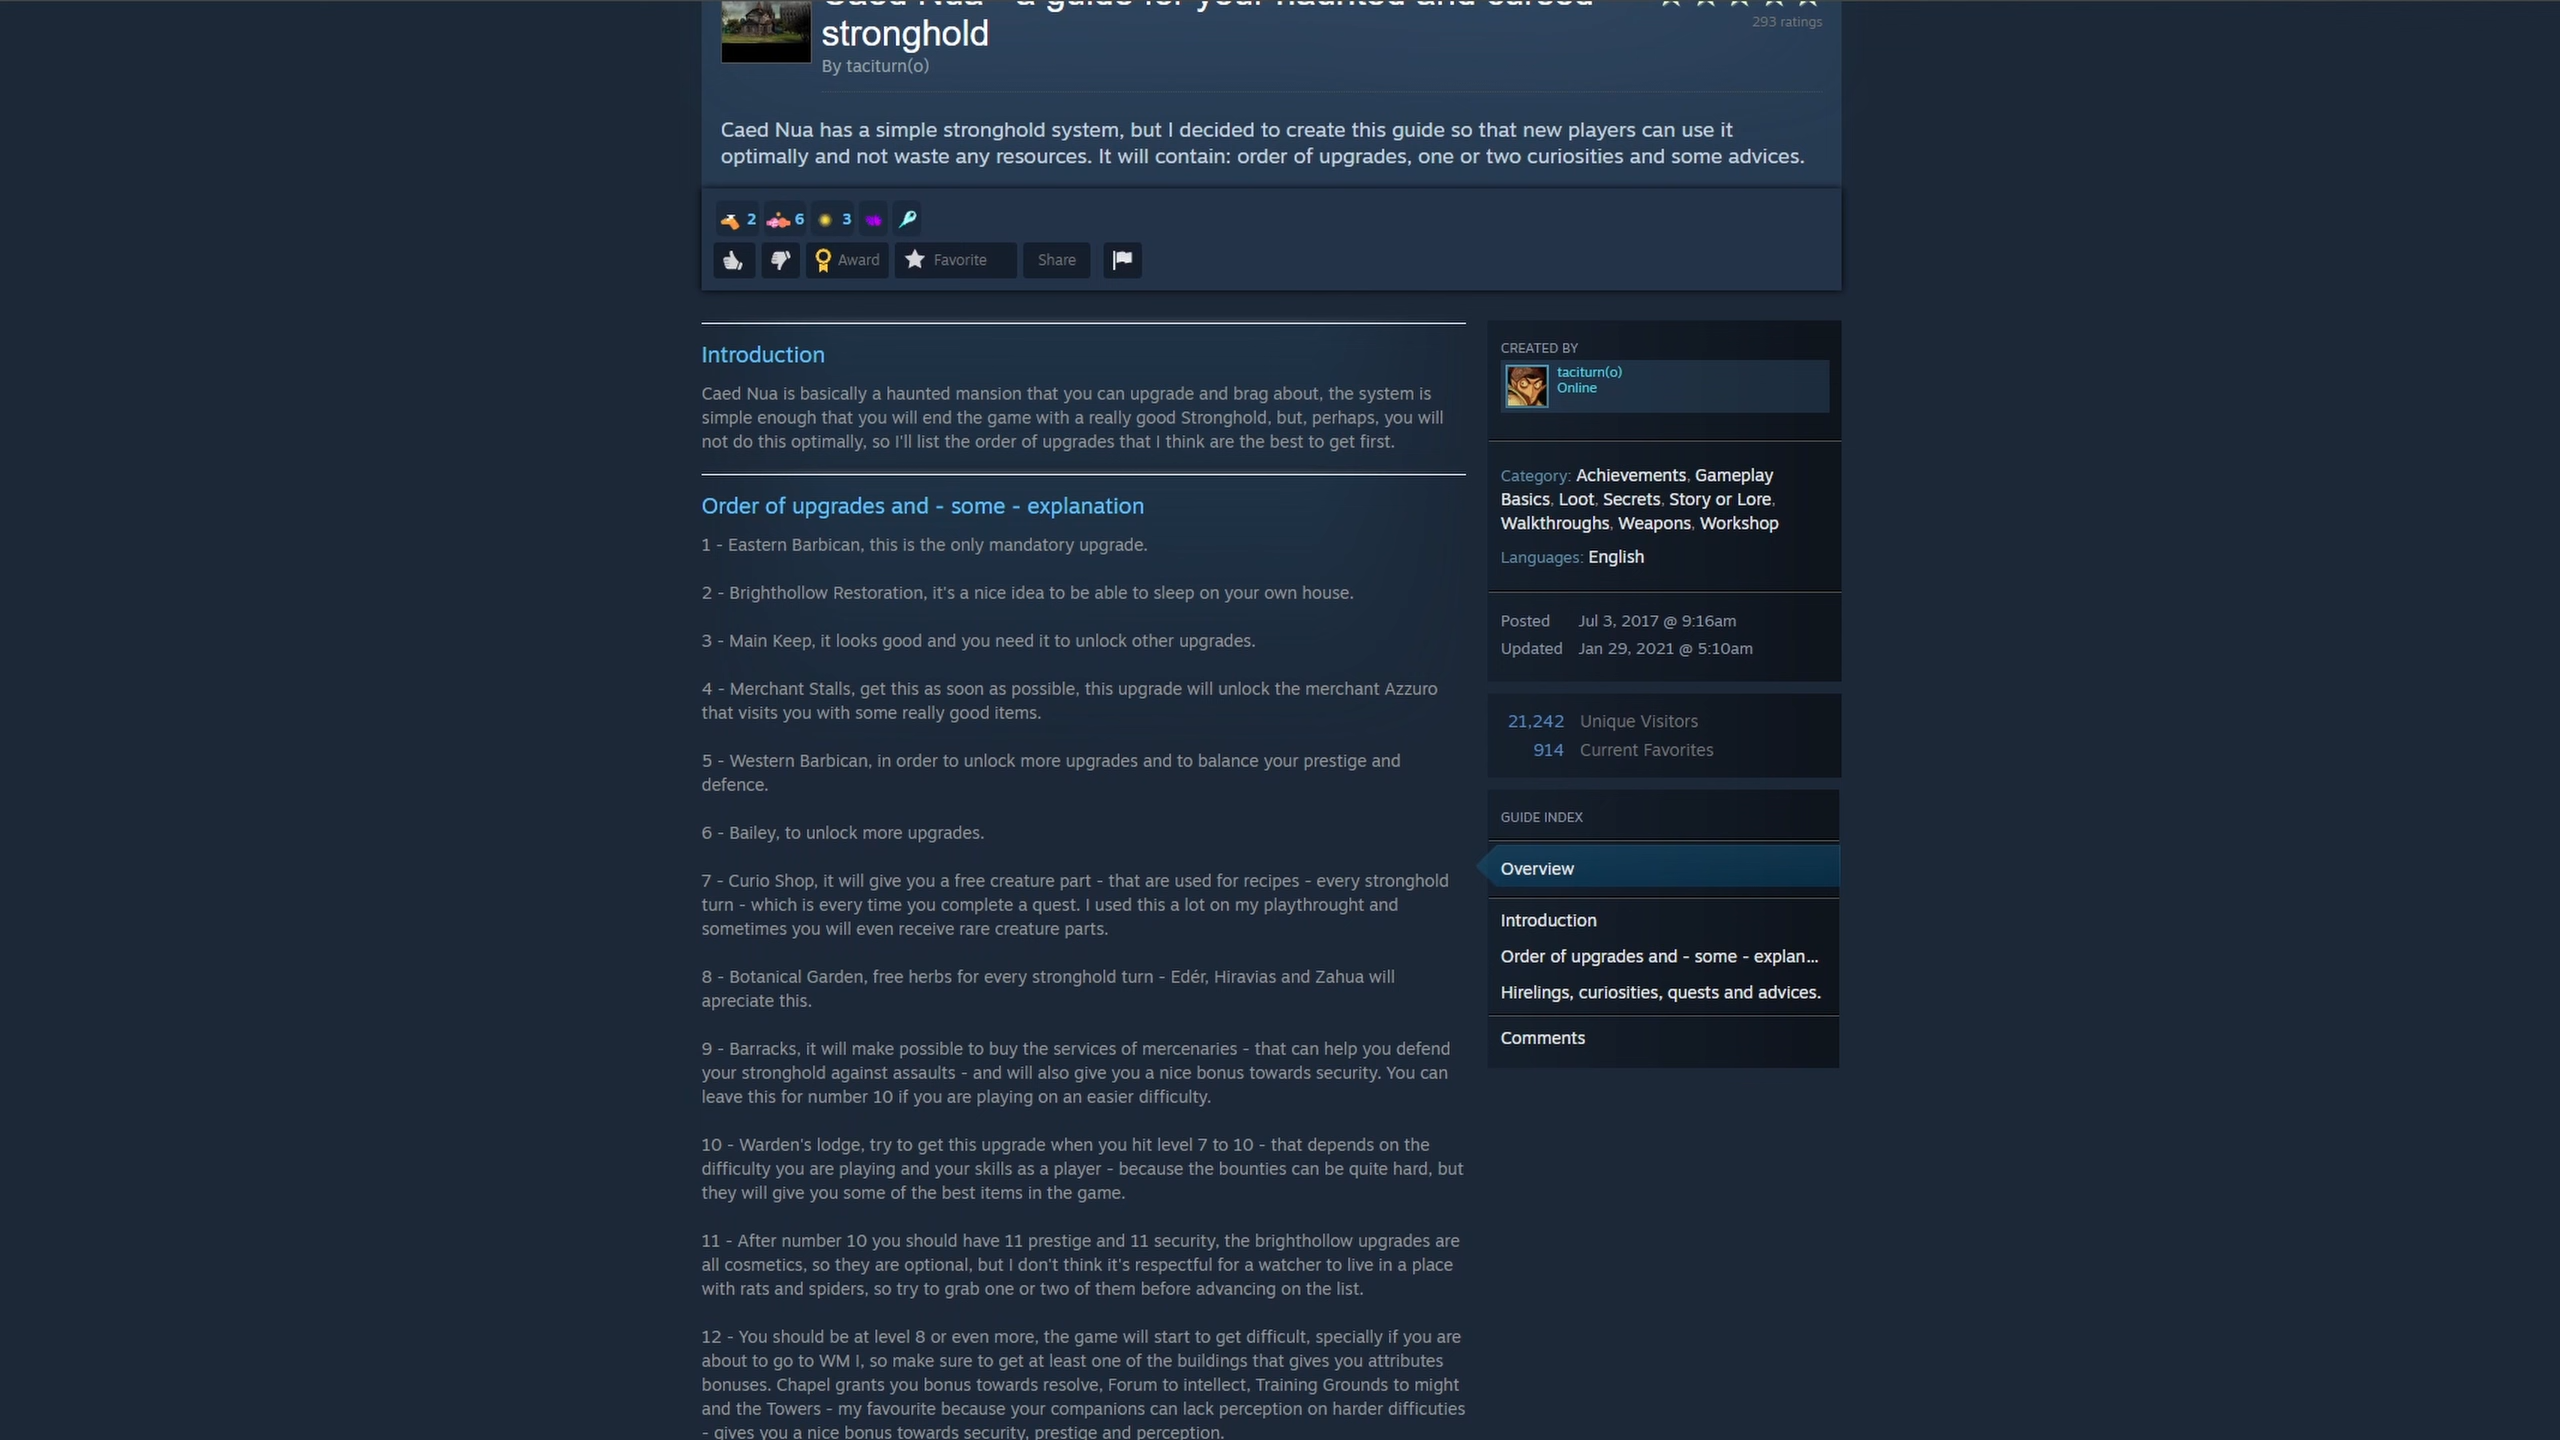 Caed Nua - a guide for your haunted and cursed
stronghold
293 ratings
By taciturn(o)
Caed Nua has a simple stronghold system, but I decided to create this guide so that new players can use it
optimally and not waste any resources. It will contain: order of upgrades, one or two curiosities and some advices.
2 6 3
Award Favorite Share
Introduction
Caed Nua is basically a haunted mansion that you can upgrade and brag about, the system is
simple enough that you will end the game with a really good Stronghold, but, perhaps, you will
not do this optimally, so I'll list the order of upgrades that I think are the best to get first.
Order of upgrades and - some - explanation
1 - Eastern Barbican, this is the only mandatory upgrade.
2 - Brighthollow Restoration, it's a nice idea to be able to sleep on your own house.
3 - Main Keep, it looks good and you need it to unlock other upgrades.
4 - Merchant Stalls, get this as soon as possible, this upgrade will unlock the merchant Azzuro
that visits you with some really good items.
5 - Western Barbican, in order to unlock more upgrades and to balance your prestige and
defence.
6 - Bailey, to unlock more upgrades.
7 - Curio Shop, it will give you a free creature part - that are used for recipes - every stronghold
turn - which is every time you complete a quest. I used this a lot on my playthrought and
sometimes you will even receive rare creature parts.
8 - Botanical Garden, free herbs for every stronghold turn - Edér, Hiravias and Zahua will
apreciate this.
9 - Barracks, it will make possible to buy the services of mercenaries - that can help you defend
your stronghold against assaults - and will also give you a nice bonus towards security. You can
leave this for number 10 if you are playing on an easier difficulty.
10 - Warden's lodge, try to get this upgrade when you hit level 7 to 10 - that depends on the
difficulty you are playing and your skills as a player - because the bounties can be quite hard, but
they will give you some of the best items in the game.
11 - After number 10 you should have 11 prestige and 11 security, the brighthollow upgrades are
all cosmetics, so they are optional, but I don't think it's respectful for a watcher to live in a place
with rats and spiders, so try to grab one or two of them before advancing on the list.
12 - You should be at level 8 or even more, the game will start to get difficult, specially if you are
about to go to WM I, so make sure to get at least one of the buildings that gives you attributes
bonuses. Chapel grants you bonus towards resolve, Forum to intellect, Training Grounds to might
and the Towers - my favourite because your companions can lack perception on harder difficuties
- gives you a nice bonus towards security, prestige and perception.
CREATED BY
taciturn(o)
Online
Category: Achievements, Gameplay
Basics, Loot, Secrets, Story or Lore,
Walkthroughs, Weapons, Workshop
Languages: English
Posted Jul 3, 2017 @ 9:16am
Updated Jan 29, 2021 @ 5:10am
21,242 Unique Visitors
914 Current Favorites
GUIDE INDEX
Overview
Introduction
Order of upgrades and - some - explan...
Hirelings, curiosities, quests and advices.
Comments